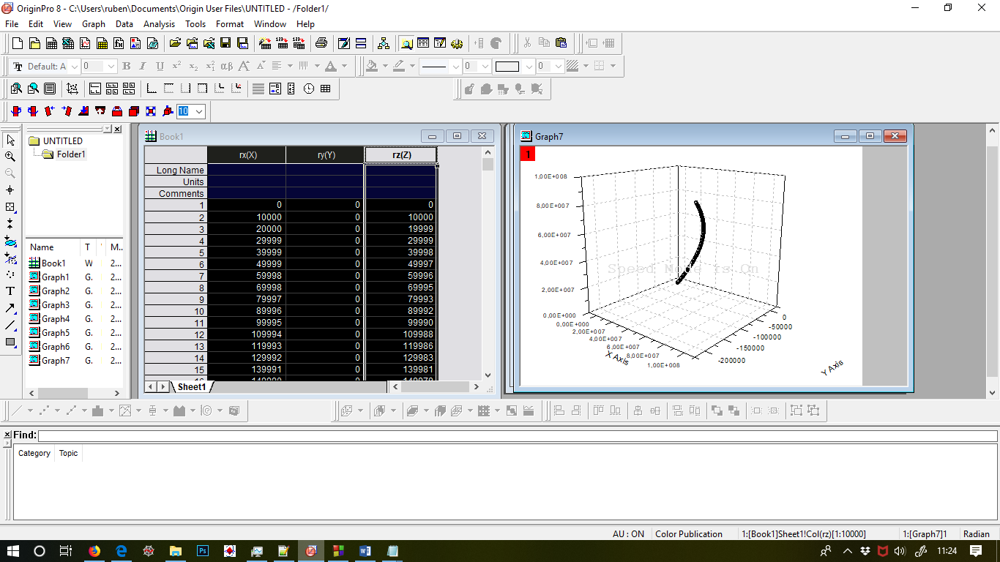 OriginPro 8 - C:\Users\ruben\Documents\Origin User Files\UNTITLED - /Folder1/
File Edit View Graph Data Analysis Tools Format Window Help
Default: A 0 B I U x² x₂ αβ A A A 0 0
10
UNTITLED
Folder1
Name T M...
Book1 W 2...
Graph1 G. 2...
Graph2 G. 2...
Graph3 G. 2...
Graph4 G. 2...
Graph5 G. 2...
Graph6 G. 2...
Graph7 G. 2...
Book1
rx(X) ry(Y) rz(Z)
Long Name
Units
Comments
1 0 0 0
2 10000 0 10000
3 20000 0 19999
4 29999 0 29999
5 39999 0 39998
6 49999 0 49997
7 59998 0 59996
8 69998 0 69995
9 79997 0 79993
10 89996 0 89992
11 99995 0 99990
12 109994 0 109988
13 119993 0 119986
14 129992 0 129983
15 139991 0 139981
Sheet1
Graph7
1
1,00E+008
8,00E+007
6,00E+007
4,00E+007
2,00E+007
0,00E+000
Speed Mode is On
0,00E+000
2,00E+007
4,00E+007
6,00E+007
8,00E+007
1,00E+008
X Axis
0
-50000
-100000
-150000
-200000
Y Axis
Find:
Category Topic
AU : ON Color Publication 1:[Book1]Sheet1!Col(rz)[1:10000] 1:[Graph7]1 Radian
11:24